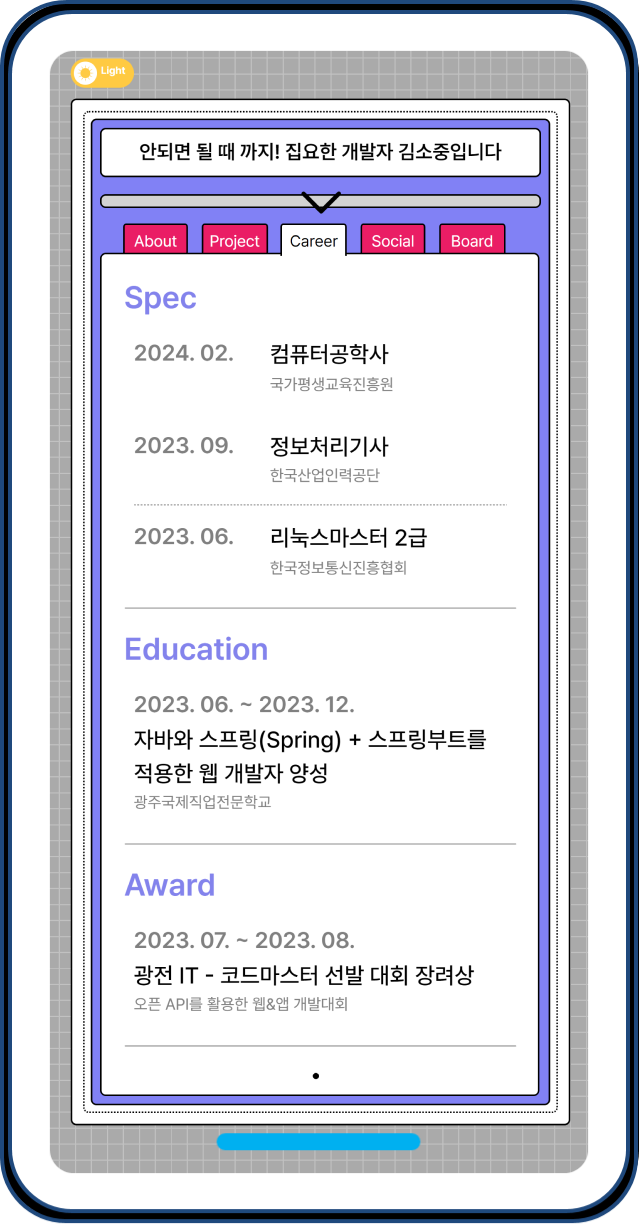 Light
안되면 될 때 까지! 집요한 개발자 김소중입니다
About Project Career Social Board
Spec
2024. 02. 컴퓨터공학사
국가평생교육진흥원
2023. 09. 정보처리기사
한국산업인력공단
2023. 06. 리눅스마스터 2급
한국정보통신진흥협회
Education
2023. 06. ~ 2023. 12.
자바와 스프링(Spring) + 스프링부트를
적용한 웹 개발자 양성
광주국제직업전문학교
Award
2023. 07. ~ 2023. 08.
광전 IT - 코드마스터 선발 대회 장려상
오픈 API를 활용한 웹&앱 개발대회